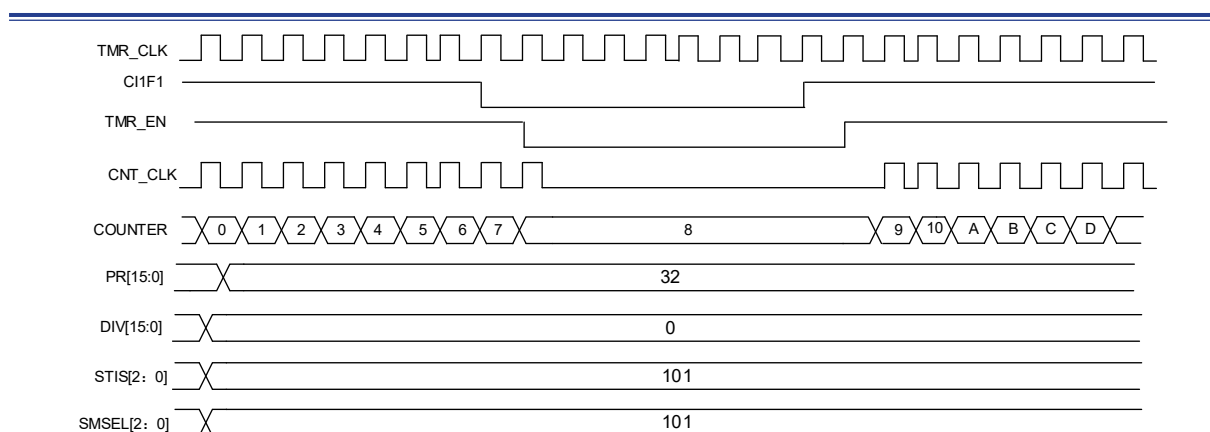 TMR_CLK
CI1F1
TMR_EN
CNT_CLK
COUNTER 0 1 2 3 4 5 6 7 8 9 10 A B C D
PR[15:0] 32
DIV[15:0] 0
STIS[2：0] 101
SMSEL[2：0] 101